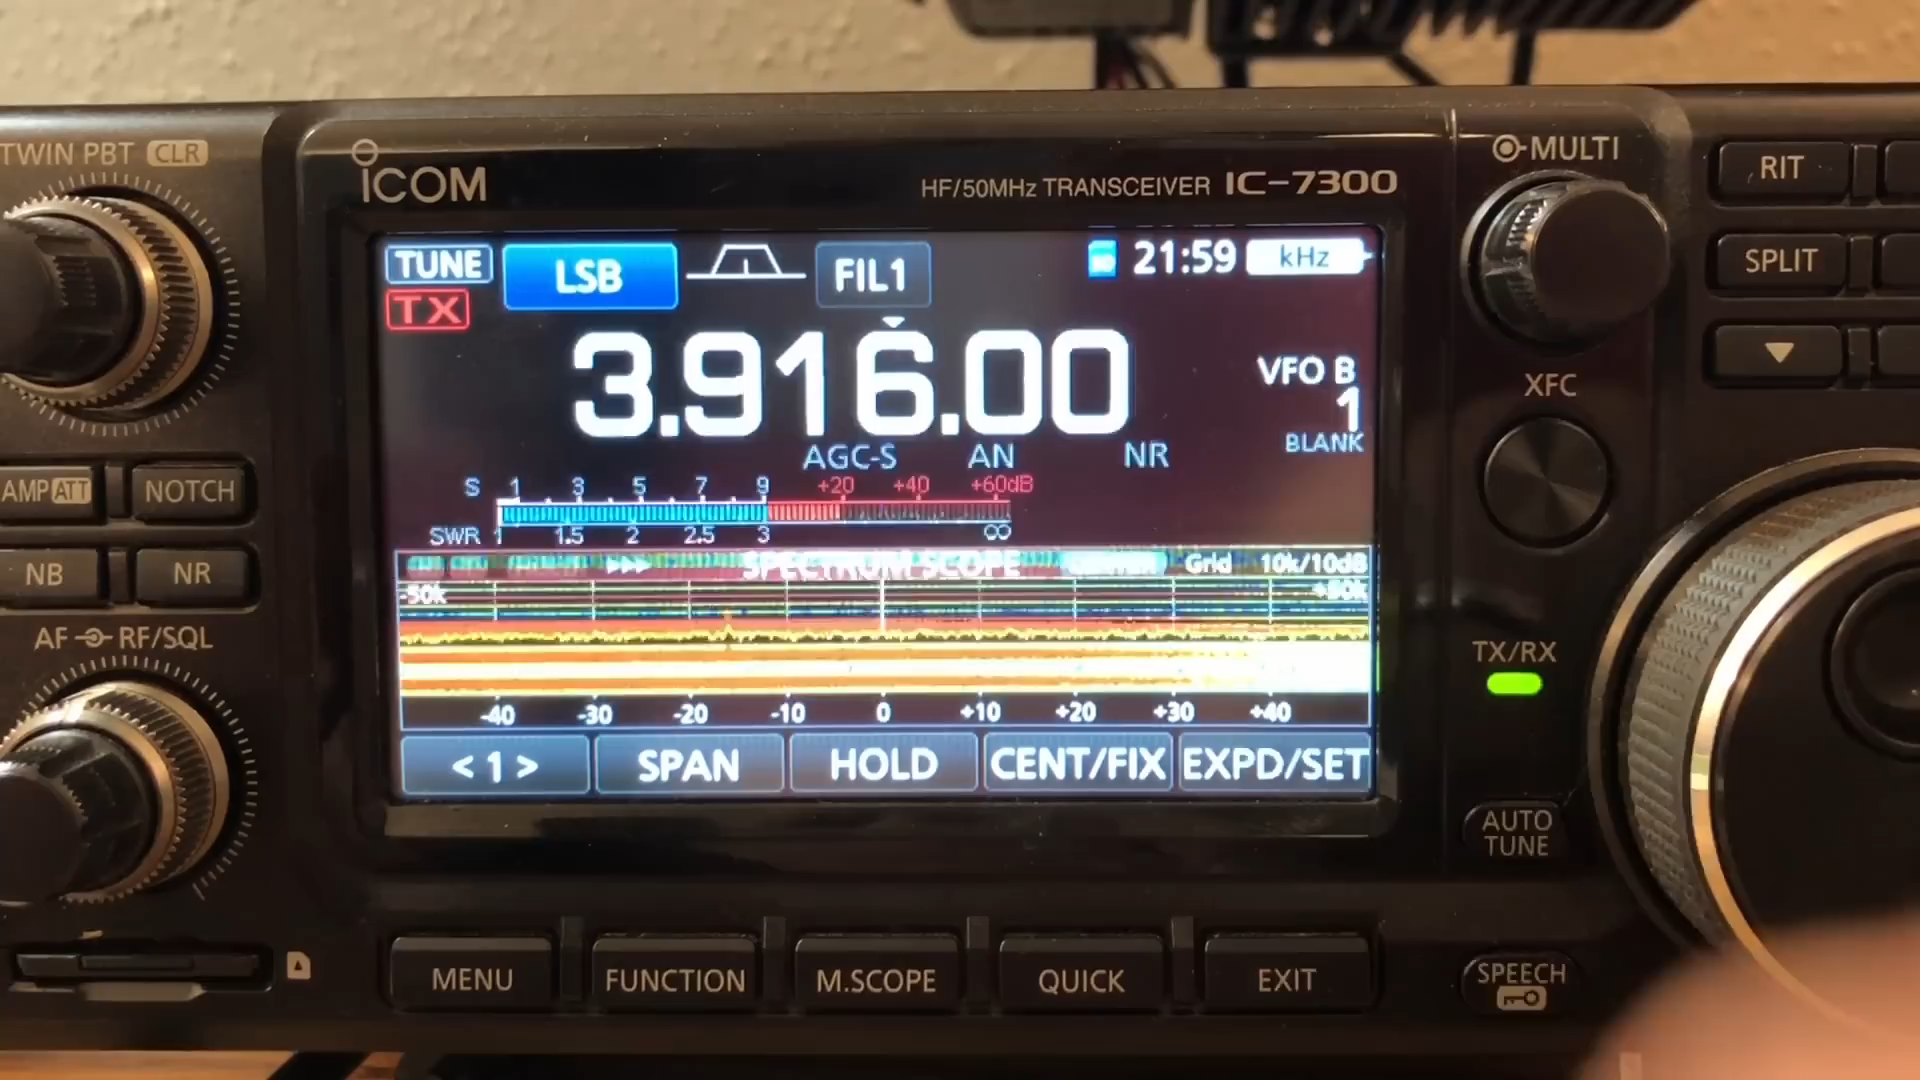 TWIN PBT CLR
ICOM
HF/50MHz TRANSCEIVER IC-7300
MULTI
RIT
TUNE
LSB
FIL1
21:59
kHz
SPLIT
TX
3.916.00
VFO B
1
BLANK
XFC
AGC-S AN NR
S 1 3 5 7 9 +20 +40 +60dB
SWR 1 1.5 2 2.5 3 ∞
AMP ATT
NOTCH
NB
NR
SPECTRUM SCOPE CENTER Grid 10k/10dB
-50k +50k
AF RF/SQL
TX/RX
-40 -30 -20 -10 0 +10 +20 +30 +40
<1> SPAN HOLD CENT/FIX EXPD/SET
AUTO
TUNE
MENU FUNCTION M.SCOPE QUICK EXIT
SPEECH